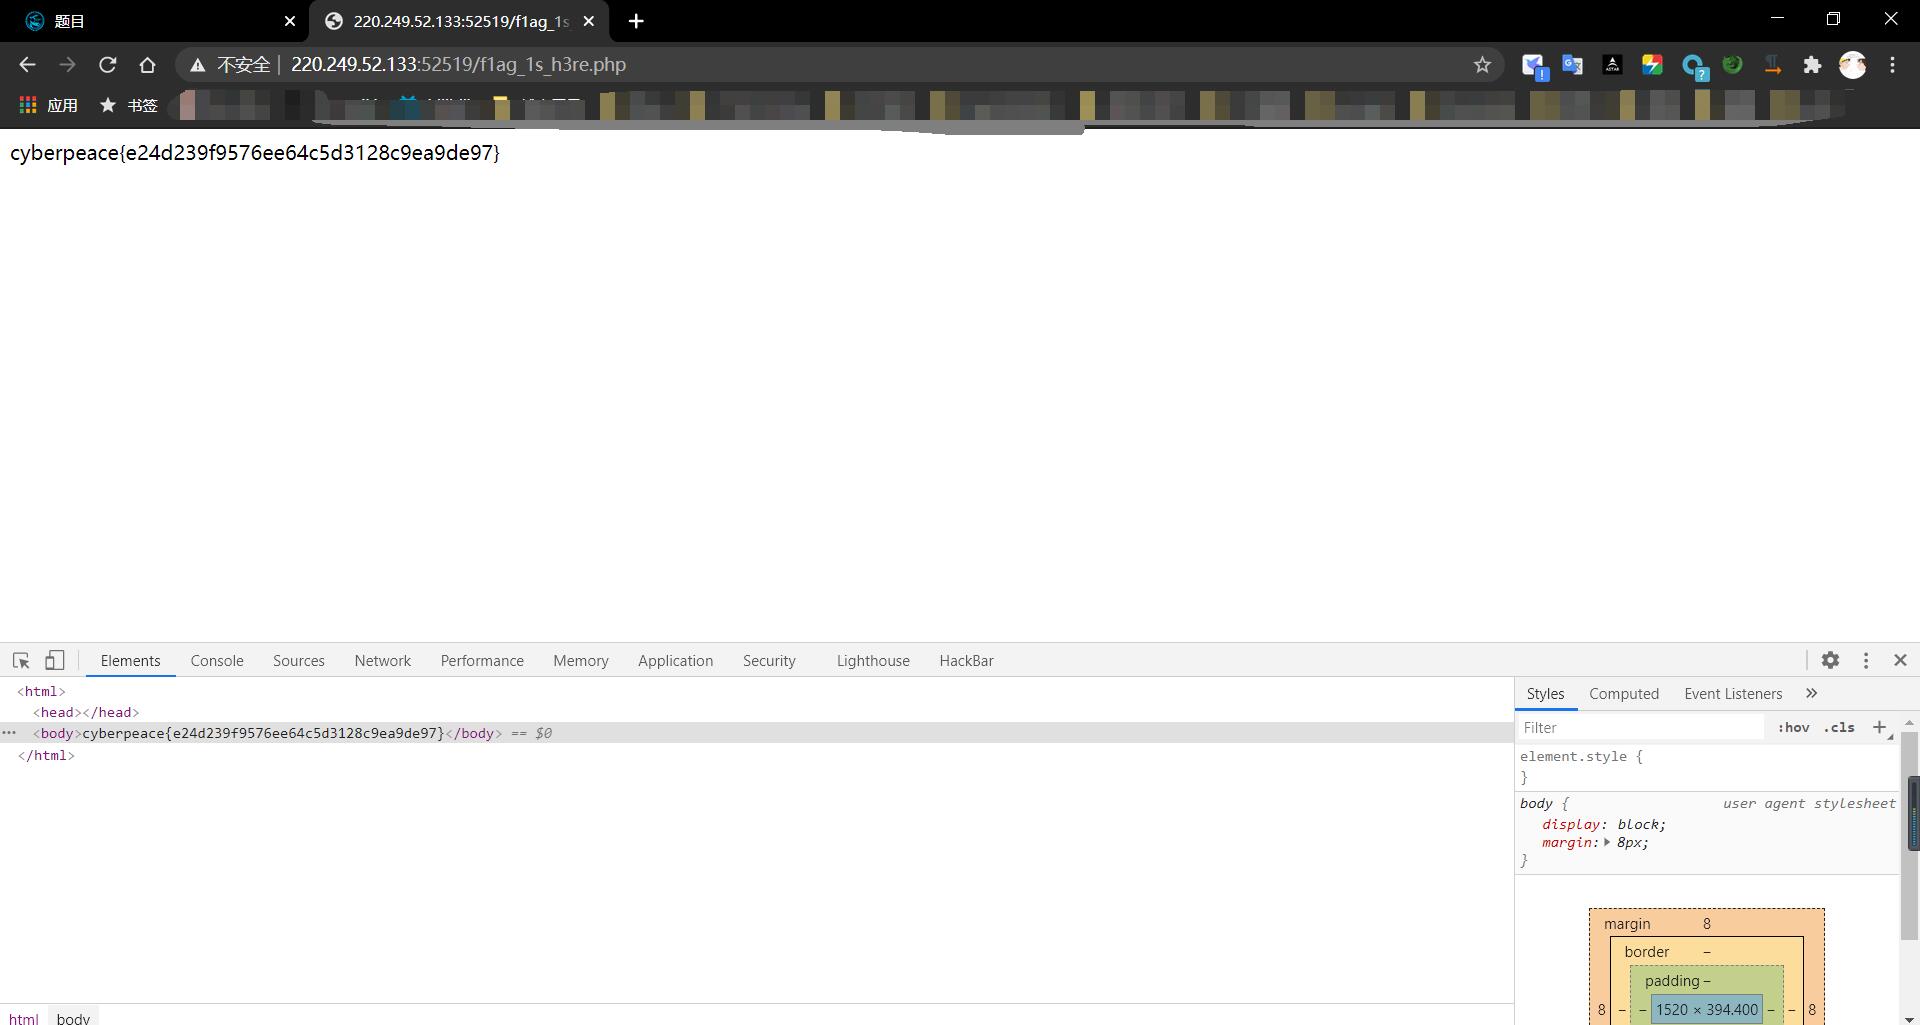 题目
220.249.52.133:52519/f1ag_1s
不安全 | 220.249.52.133:52519/f1ag_1s_h3re.php
应用 书签
cyberpeace{e24d239f9576ee64c5d3128c9ea9de97}
Elements Console Sources Network Performance Memory Application Security Lighthouse HackBar
<html>
<head></head>
<body>cyberpeace{e24d239f9576ee64c5d3128c9ea9de97}</body> == $0
</html>
html body
Styles Computed Event Listeners
Filter :hov .cls +
element.style {
}
body { user agent stylesheet
display: block;
margin: 8px;
}
margin 8
border –
padding –
8 – – 1520 × 394.400 – – 8